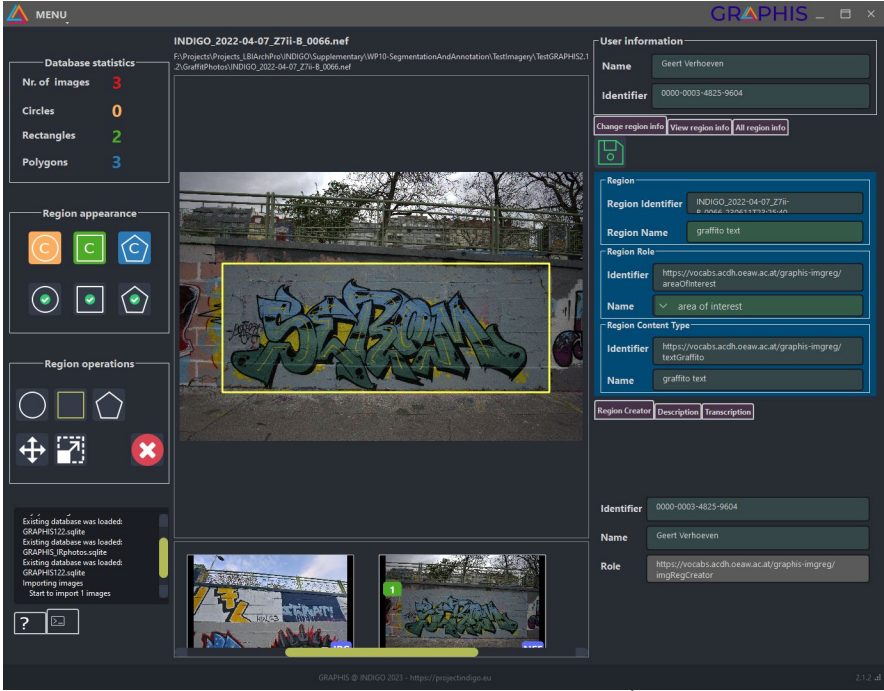 MENU
GRAPHIS
Database statistics
Nr. of images 3
Circles 0
Rectangles 2
Polygons 3
Region appearance
C C C
Region operations
Existing database was loaded:
GRAPHIS122.sqlite
Existing database was loaded:
GRAPHIS_IRphotos.sqlite
Existing database was loaded:
GRAPHIS122.sqlite
Importing images
Start to import 1 images
?
INDIGO_2022-04-07_Z7ii-B_0066.nef
F:\Projects\Projects_LBIArchPro\INDIGO\Supplementary\WP10-SegmentationAndAnnotation\TestImagery\TestGRAPHIS2.1
.2\GraffitPhotos\INDIGO_2022-04-07_Z7ii-B_0066.nef
SEROM
1
JPG
NEF
User information
Name Geert Verhoeven
Identifier 0000-0003-4825-9604
Change region info View region info All region info
Region
Region Identifier INDIGO_2022-04-07_Z7ii-
B_0066_230611T23:25:40
Region Name graffito text
Region Role
Identifier https://vocabs.acdh.oeaw.ac.at/graphis-imgreg/
areaOfInterest
Name area of interest
Region Content Type
Identifier https://vocabs.acdh.oeaw.ac.at/graphis-imgreg/
textGraffito
Name graffito text
Region Creator Description Transcription
Identifier 0000-0003-4825-9604
Name Geert Verhoeven
Role https://vocabs.acdh.oeaw.ac.at/graphis-imgreg/
imgRegCreator
GRAPHIS @ INDIGO 2023 - https://projectindigo.eu
2.1.2